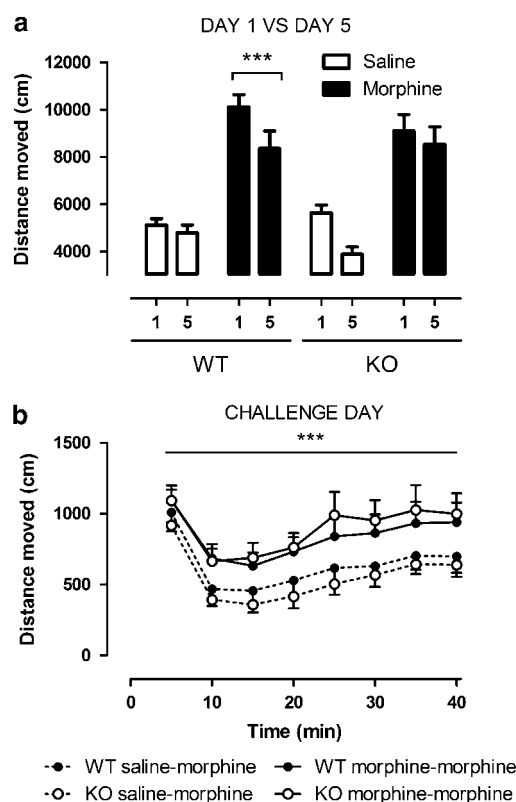 a
DAY 1 VS DAY 5
Distance moved (cm)
12000
10000
8000
6000
4000
***
Saline
Morphine
1 5 1 5 1 5 1 5
WT KO
b
CHALLENGE DAY
***
Distance moved (cm)
1500
1000
500
0
0 10 20 30 40
Time (min)
WT saline-morphine WT morphine-morphine
KO saline-morphine KO morphine-morphine